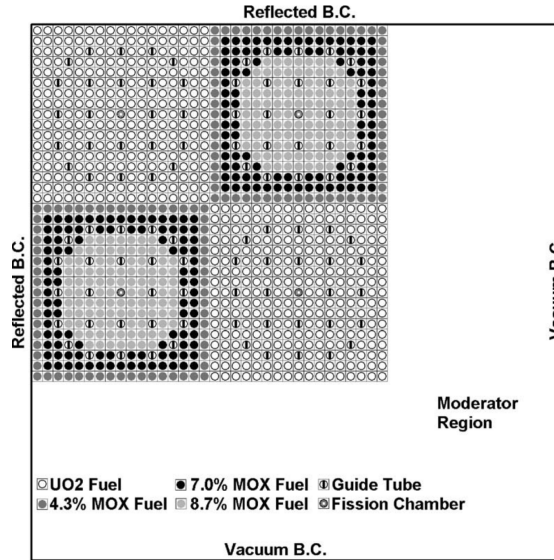 Reflected B.C.
Reflected B.C.
Vacuum B.C.
Moderator
Region
UO2 Fuel 7.0% MOX Fuel Guide Tube
4.3% MOX Fuel 8.7% MOX Fuel Fission Chamber
Vacuum B.C.